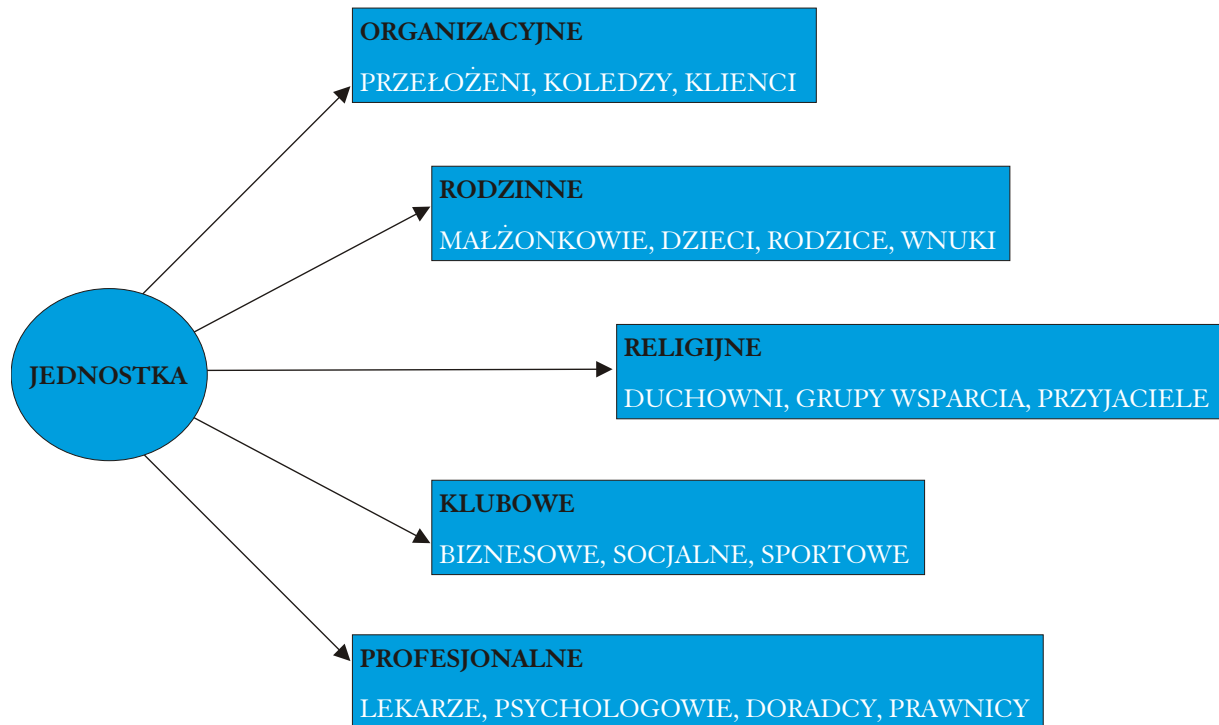 ORGANIZACYJNE
PRZEŁOŻENI, KOLEDZY, KLIENCI
RODZINNE
MAŁŻONKOWIE, DZIECI, RODZICE, WNUKI
JEDNOSTKA
RELIGIJNE
DUCHOWNI, GRUPY WSPARCIA, PRZYJACIELE
KLUBOWE
BIZNESOWE, SOCJALNE, SPORTOWE
PROFESJONALNE
LEKARZE, PSYCHOLOGOWIE, DORADCY, PRAWNICY